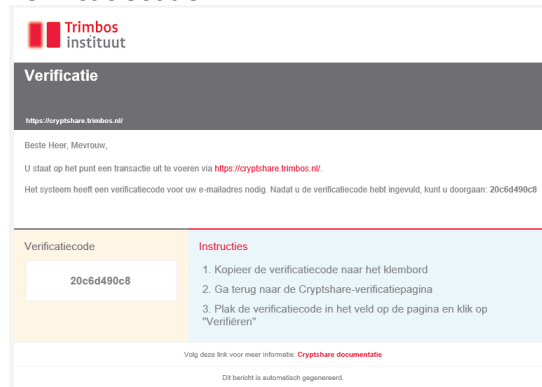 Trimbos
instituut
Verificatie
https://cryptshare.trimbos.nl/
Beste Heer, Mevrouw,
U staat op het punt een transactie uit te voeren via https://cryptshare.trimbos.nl/.
Het systeem heeft een verificatiecode voor uw e-mailadres nodig. Nadat u de verificatiecode hebt ingevuld, kunt u doorgaan: 20c6d490c8
Verificatiecode
20c6d490c8
Instructies
1. Kopieer de verificatiecode naar het klembord
2. Ga terug naar de Cryptshare-verificatiepagina
3. Plak de verificatiecode in het veld op de pagina en klik op
"Verifiëren"
Volg deze link voor meer informatie: Cryptshare documentatie
Dit bericht is automatisch gegenereerd.